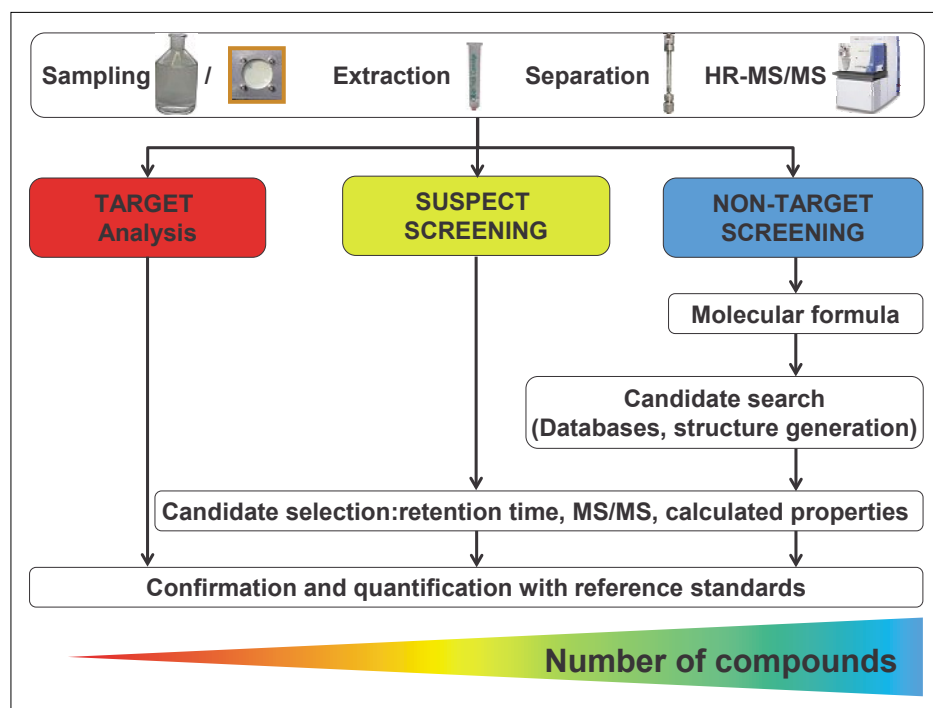 Sampling / Extraction Separation HR-MS/MS
TARGET
Analysis
SUSPECT
SCREENING
NON-TARGET
SCREENING
Molecular formula
Candidate search
(Databases, structure generation)
Candidate selection:retention time, MS/MS, calculated properties
Confirmation and quantification with reference standards
Number of compounds